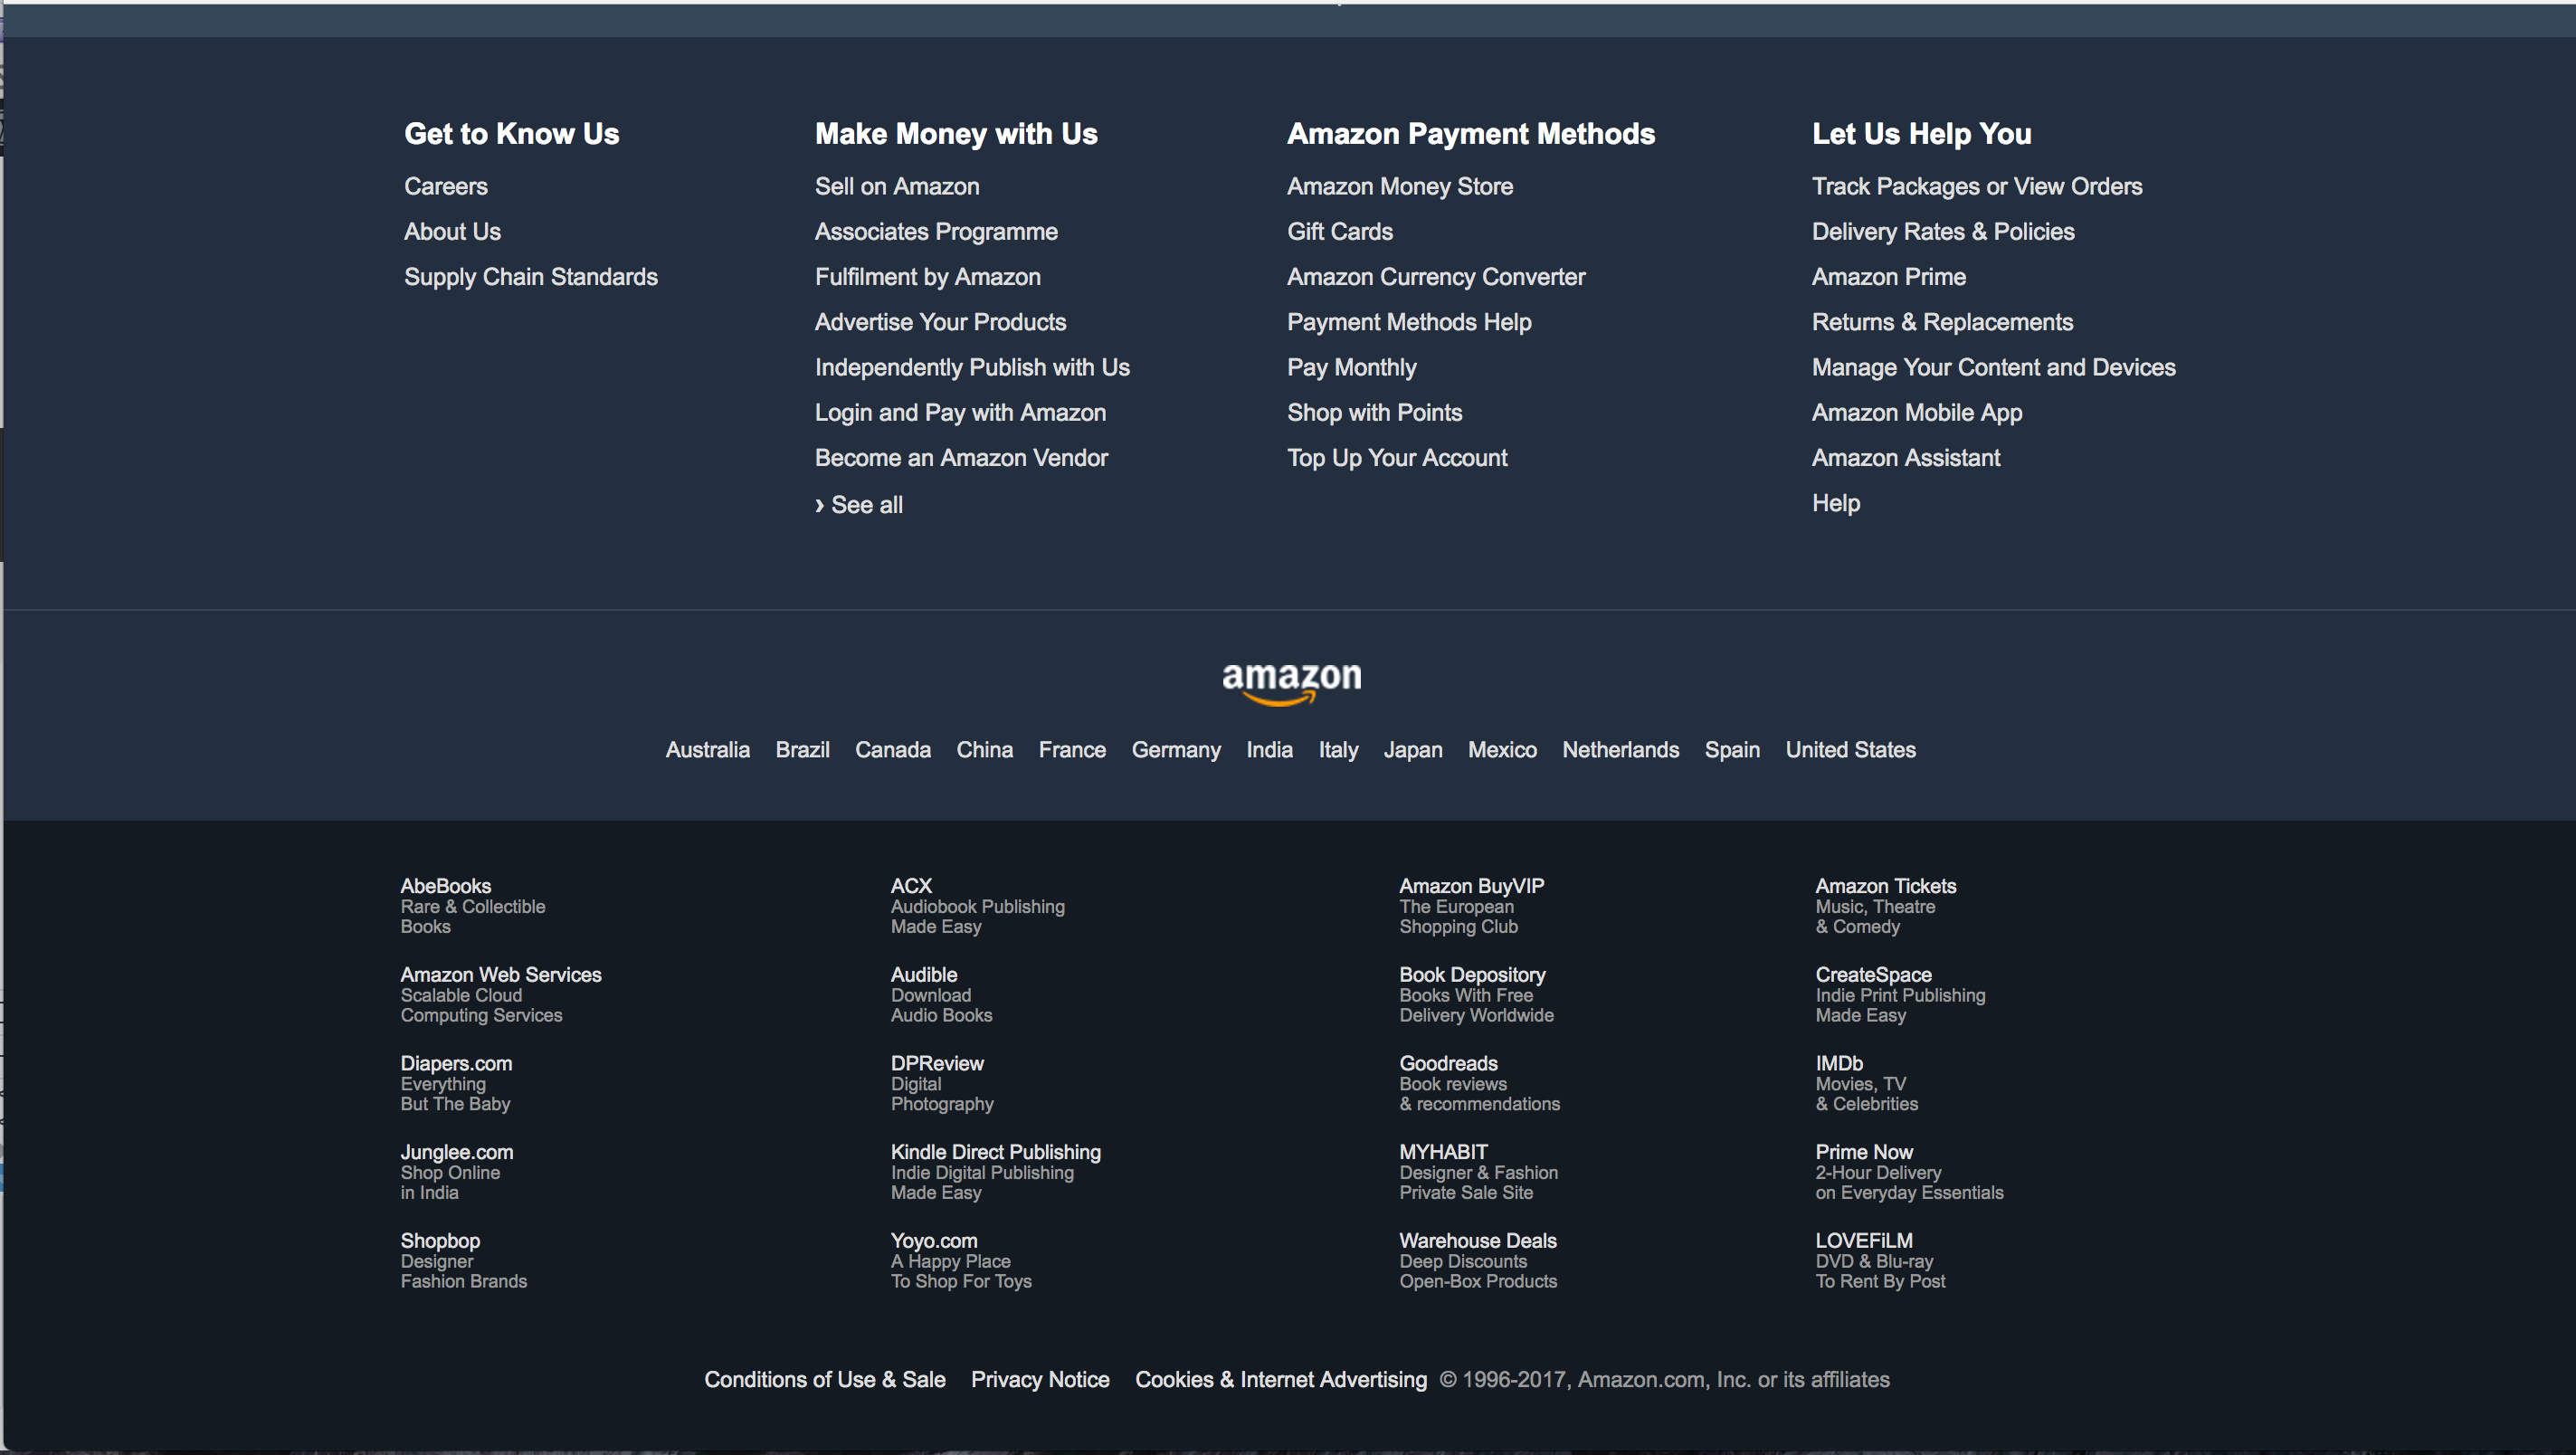 Get to Know Us
Careers
About Us
Supply Chain Standards
Make Money with Us
Sell on Amazon
Associates Programme
Fulfilment by Amazon
Advertise Your Products
Independently Publish with Us
Login and Pay with Amazon
Become an Amazon Vendor
› See all
Amazon Payment Methods
Amazon Money Store
Gift Cards
Amazon Currency Converter
Payment Methods Help
Pay Monthly
Shop with Points
Top Up Your Account
Let Us Help You
Track Packages or View Orders
Delivery Rates & Policies
Amazon Prime
Returns & Replacements
Manage Your Content and Devices
Amazon Mobile App
Amazon Assistant
Help
amazon
Australia Brazil Canada China France Germany India Italy Japan Mexico Netherlands Spain United States
AbeBooks
Rare & Collectible
Books
ACX
Audiobook Publishing
Made Easy
Amazon BuyVIP
The European
Shopping Club
Amazon Tickets
Music, Theatre
& Comedy
Amazon Web Services
Scalable Cloud
Computing Services
Audible
Download
Audio Books
Book Depository
Books With Free
Delivery Worldwide
CreateSpace
Indie Print Publishing
Made Easy
Diapers.com
Everything
But The Baby
DPReview
Digital
Photography
Goodreads
Book reviews
& recommendations
IMDb
Movies, TV
& Celebrities
Junglee.com
Shop Online
in India
Kindle Direct Publishing
Indie Digital Publishing
Made Easy
MYHABIT
Designer & Fashion
Private Sale Site
Prime Now
2-Hour Delivery
on Everyday Essentials
Shopbop
Designer
Fashion Brands
Yoyo.com
A Happy Place
To Shop For Toys
Warehouse Deals
Deep Discounts
Open-Box Products
LOVEFiLM
DVD & Blu-ray
To Rent By Post
Conditions of Use & Sale Privacy Notice Cookies & Internet Advertising © 1996-2017, Amazon.com, Inc. or its affiliates